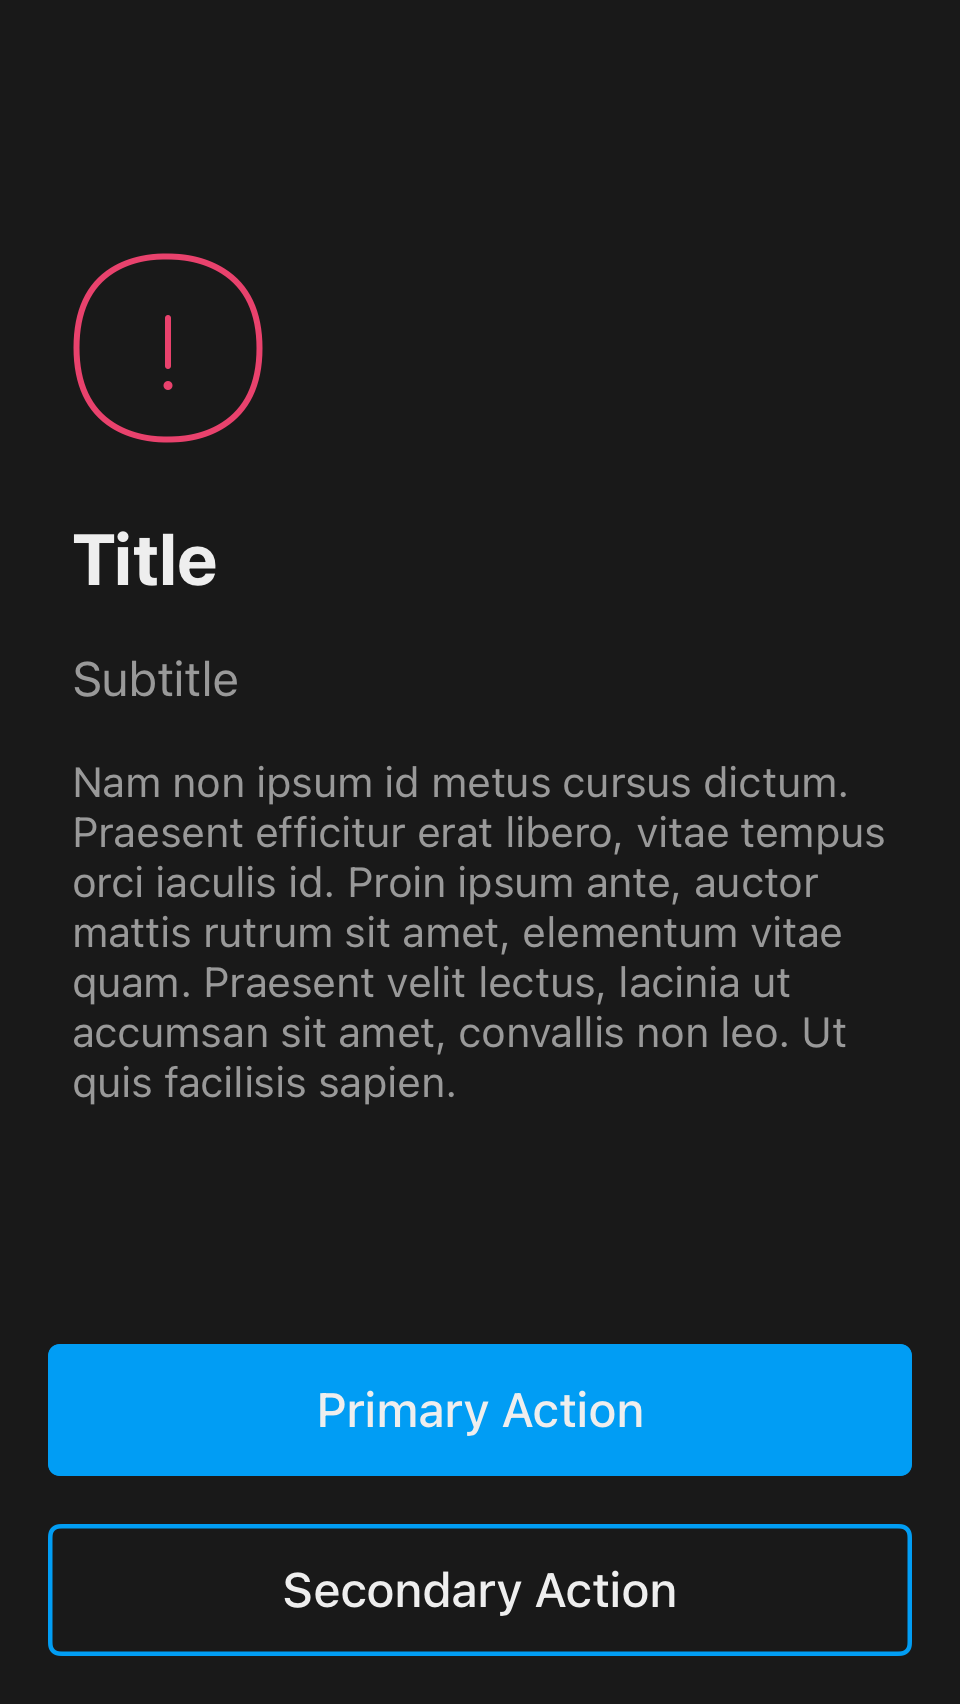 Title
Subtitle
Nam non ipsum id metus cursus dictum.
Praesent efficitur erat libero, vitae tempus
orci iaculis id. Proin ipsum ante, auctor
mattis rutrum sit amet, elementum vitae
quam. Praesent velit lectus, lacinia ut
accumsan sit amet, convallis non leo. Ut
quis facilisis sapien.
Primary Action
Secondary Action